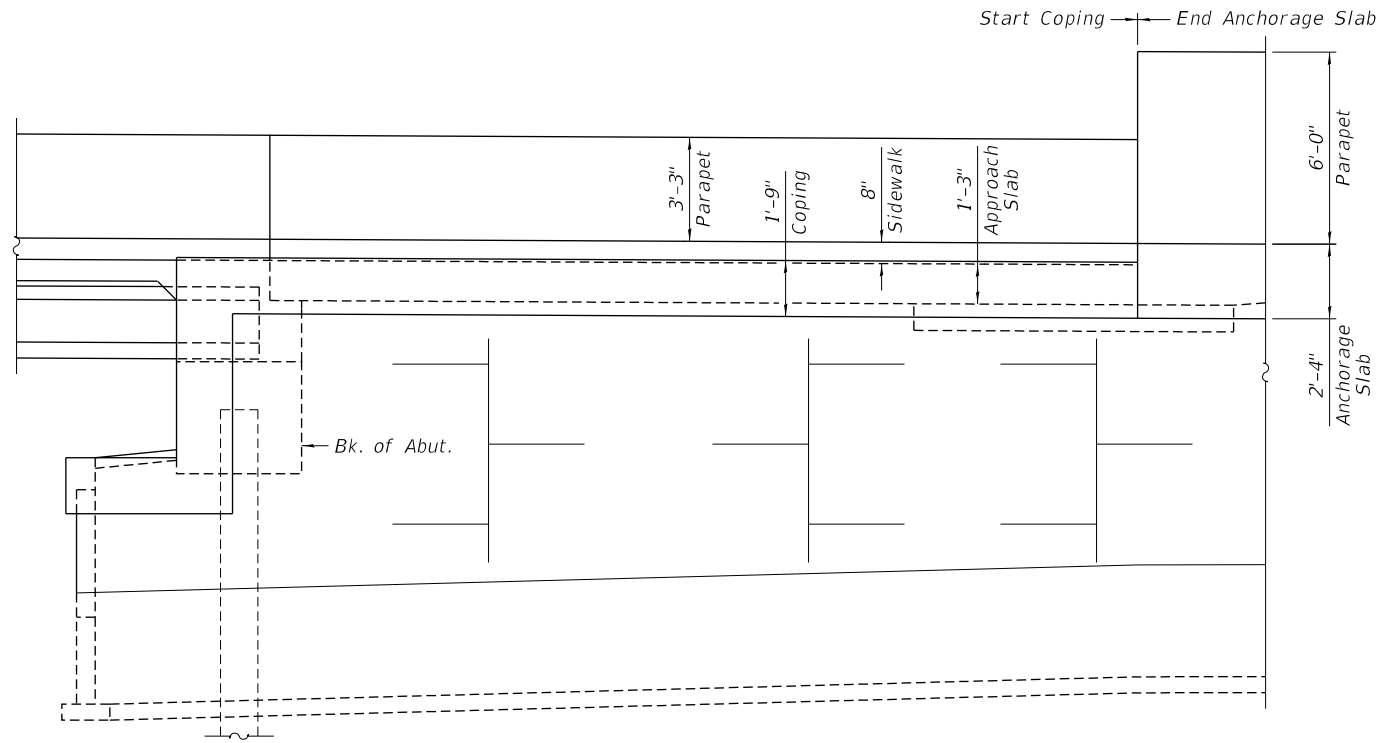 Start Coping
End Anchorage Slab
3'-3"
Parapet
1'-9"
Coping
8"
Sidewalk
1'-3"
Approach
Slab
6'-0"
Parapet
2'-4"
Anchorage
Slab
Bk. of Abut.